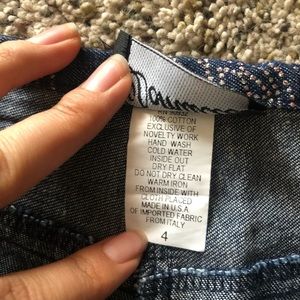 100% COTTON
EXCLUSIVE OF
NOVELTY WORK
HAND WASH
COLD WATER
INSIDE OUT
DRY FLAT
DO NOT DRY CLEAN
WARM IRON
FROM INSIDE WITH
CLOTH PLACED
MADE IN U.S.A
OF IMPORTED FABRIC
FROM ITALY
4